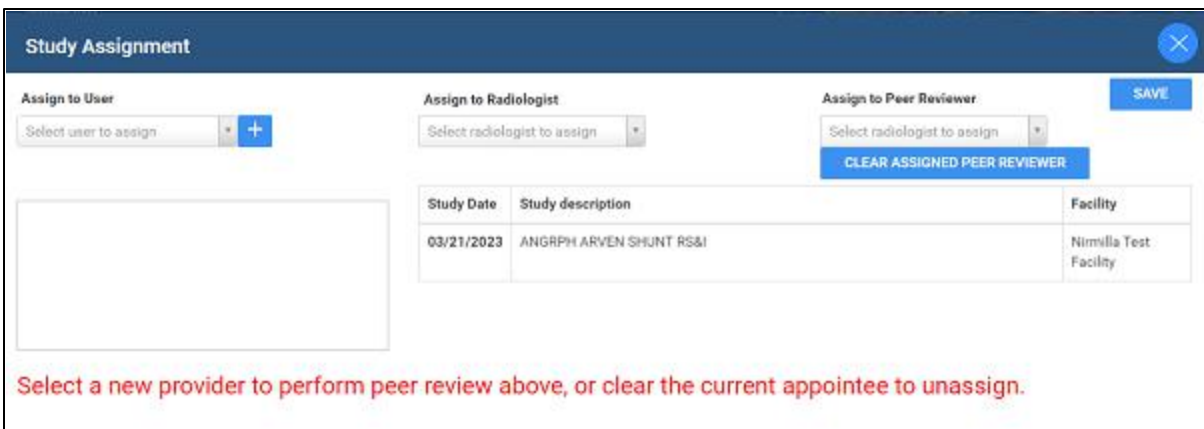 Study Assignment
Assign to User
Assign to Radiologist
Assign to Peer Reviewer
SAVE
Select user to assign
+
Select radiologist to assign
Select radiologist to assign
CLEAR ASSIGNED PEER REVIEWER
Study Date
Study description
Facility
03/21/2023
ANGRPH ARVEN SHUNT RS&I
Nirmilla Test
Facility
Select a new provider to perform peer review above, or clear the current appointee to unassign.